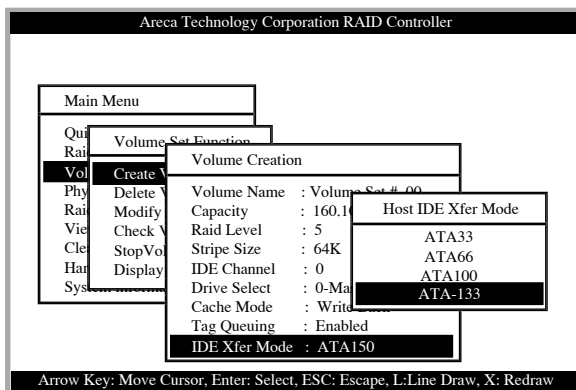 Areca Technology Corporation RAID Controller
Main Menu
Volume Set Function
Volume Creation
Volume Name : Volume Set # 00
Capacity : 160.10
Raid Level : 5
Stripe Size : 64K
IDE Channel : 0
Drive Select : 0-Ma
Cache Mode : Write Back
Tag Queuing : Enabled
IDE Xfer Mode : ATA150
Host IDE Xfer Mode
ATA33
ATA66
ATA100
ATA-133
Create V
Delete V
Modify
Check V
StopVol
Display
Qui
Rai
Vol
Phy
Rai
Vie
Cle
Har
System Informa
Arrow Key: Move Cursor, Enter: Select, ESC: Escape, L:Line Draw, X: Redraw